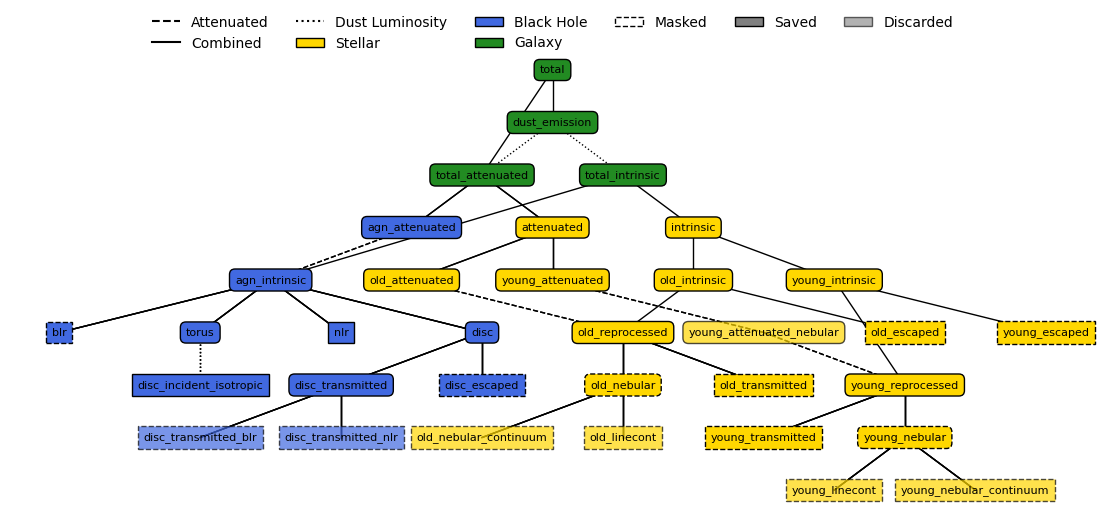 Attenuated Dust Luminosity Black Hole Masked Saved Discarded
Combined Stellar Galaxy
total
dust_emission
total_attenuated total_intrinsic
agn_attenuated attenuated intrinsic
agn_intrinsic old_attenuated young_attenuated old_intrinsic young_intrinsic
blr torus nlr disc old_reprocessed young_attenuated_nebular old_escaped young_escaped
disc_incident_isotropic disc_transmitted disc_escaped old_nebular old_transmitted young_reprocessed
disc_transmitted_blr disc_transmitted_nlr old_nebular_continuum old_linecont young_transmitted young_nebular
young_linecont young_nebular_continuum